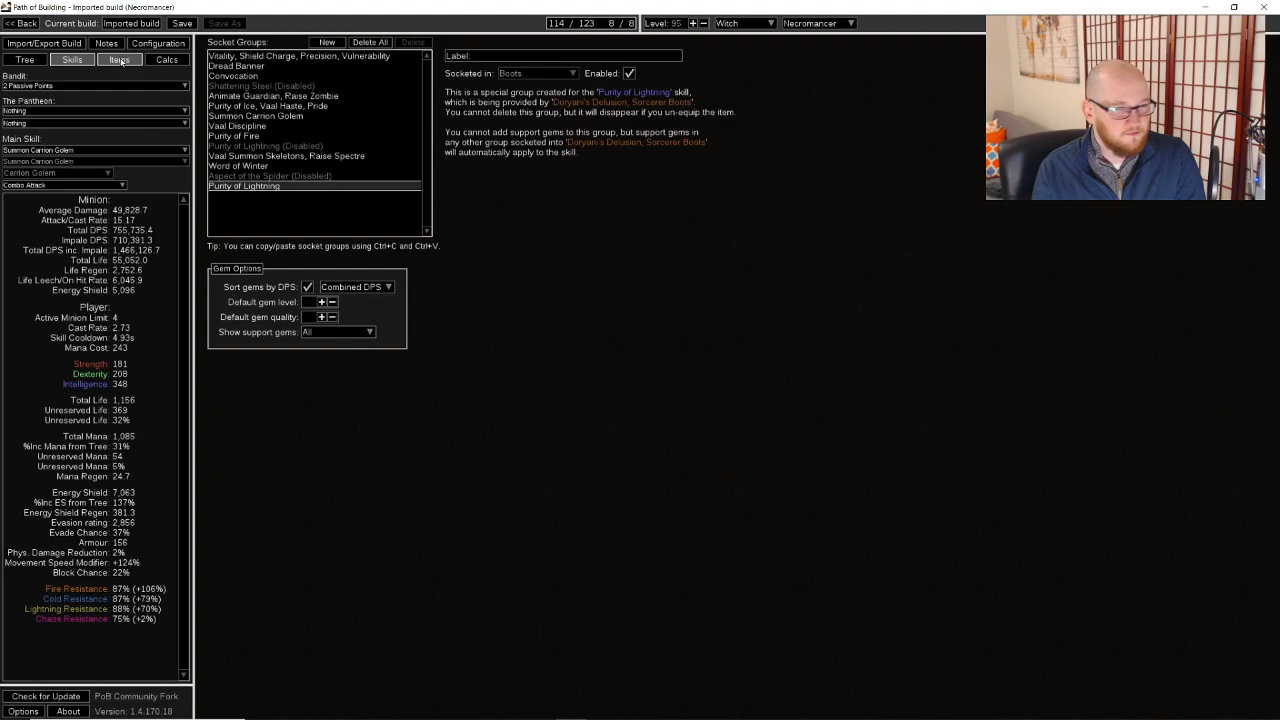 Path of Building - Imported build (Necromancer)
<< Back Current build: Imported build Save Save As 114 / 123 8 / 8 Level: 95 Witch Necromancer
Import/Export Build Notes Configuration
Tree Skills Items Calcs
Bandit:
2 Passive Points
The Pantheon:
Nothing
Nothing
Main Skill:
Summon Carrion Golem
Summon Carrion Golem
Carrion Golem
Combo Attack
Minion:
Average Damage: 49,828.7
Attack/Cast Rate: 15.17
Total DPS: 755,735.4
Impale DPS: 710,391.3
Total DPS inc. Impale: 1,466,126.7
Total Life: 55,052.0
Life Regen: 2,752.6
Life Leech/On Hit Rate: 6,045.9
Energy Shield: 5,096
Player:
Active Minion Limit: 4
Cast Rate: 2.73
Skill Cooldown: 4.93s
Mana Cost: 243
Strength: 181
Dexterity: 208
Intelligence: 348
Total Life: 1,156
Unreserved Life: 369
Unreserved Life: 32%
Total Mana: 1,085
%Inc Mana from Tree: 31%
Unreserved Mana: 54
Unreserved Mana: 5%
Mana Regen: 24.7
Energy Shield: 7,063
%Inc ES from Tree: 137%
Energy Shield Regen: 381.3
Evasion rating: 2,856
Evade Chance: 37%
Armour: 156
Phys. Damage Reduction: 2%
Movement Speed Modifier: +124%
Block Chance: 22%
Fire Resistance: 87% (+106%)
Cold Resistance: 87% (+79%)
Lightning Resistance: 88% (+70%)
Chaos Resistance: 75% (+2%)
Check for Update PoB Community Fork
Options About Version: 1.4.170.18
Socket Groups: New Delete All Delete
Vitality, Shield Charge, Precision, Vulnerability
Dread Banner
Convocation
Shattering Steel (Disabled)
Animate Guardian, Raise Zombie
Purity of Ice, Vaal Haste, Pride
Summon Carrion Golem
Vaal Discipline
Purity of Fire
Purity of Lightning (Disabled)
Vaal Summon Skeletons, Raise Spectre
Word of Winter
Aspect of the Spider (Disabled)
Purity of Lightning
Tip: You can copy/paste socket groups using Ctrl+C and Ctrl+V.
Gem Options
Sort gems by DPS: Combined DPS
Default gem level: + −
Default gem quality: + −
Show support gems: All
Label:
Socketed in: Boots Enabled:
This is a special group created for the 'Purity of Lightning' skill,
which is being provided by 'Doryani's Delusion, Sorcerer Boots'.
You cannot delete this group, but it will disappear if you un-equip the item.
You cannot add support gems to this group, but support gems in
any other group socketed into 'Doryani's Delusion, Sorcerer Boots'
will automatically apply to the skill.